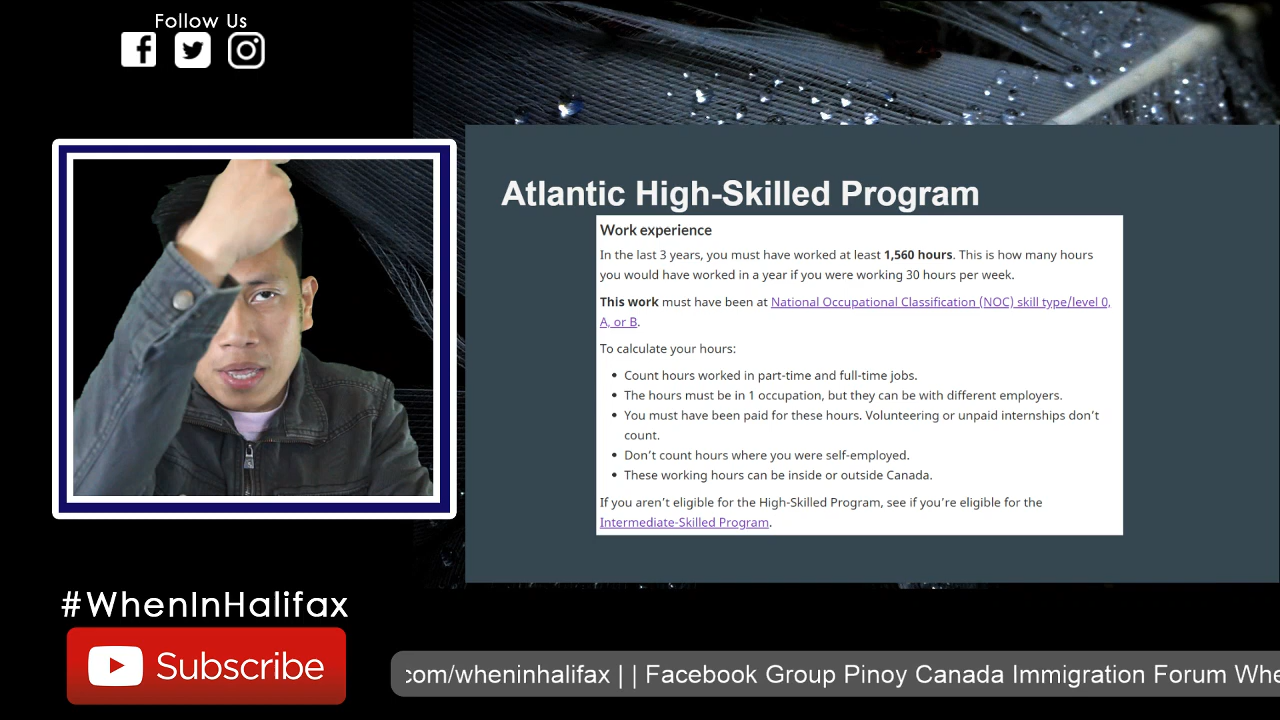 Follow Us
Atlantic High-Skilled Program
Work experience
In the last 3 years, you must have worked at least 1,560 hours. This is how many hours
you would have worked in a year if you were working 30 hours per week.
This work must have been at National Occupational Classification (NOC) skill type/level 0,
A, or B.
To calculate your hours:
• Count hours worked in part-time and full-time jobs.
• The hours must be in 1 occupation, but they can be with different employers.
• You must have been paid for these hours. Volunteering or unpaid internships don’t
count.
• Don’t count hours where you were self-employed.
• These working hours can be inside or outside Canada.
If you aren’t eligible for the High-Skilled Program, see if you’re eligible for the
Intermediate-Skilled Program.
#WhenInHalifax
Subscribe
com/wheninhalifax | | Facebook Group Pinoy Canada Immigration Forum Whe